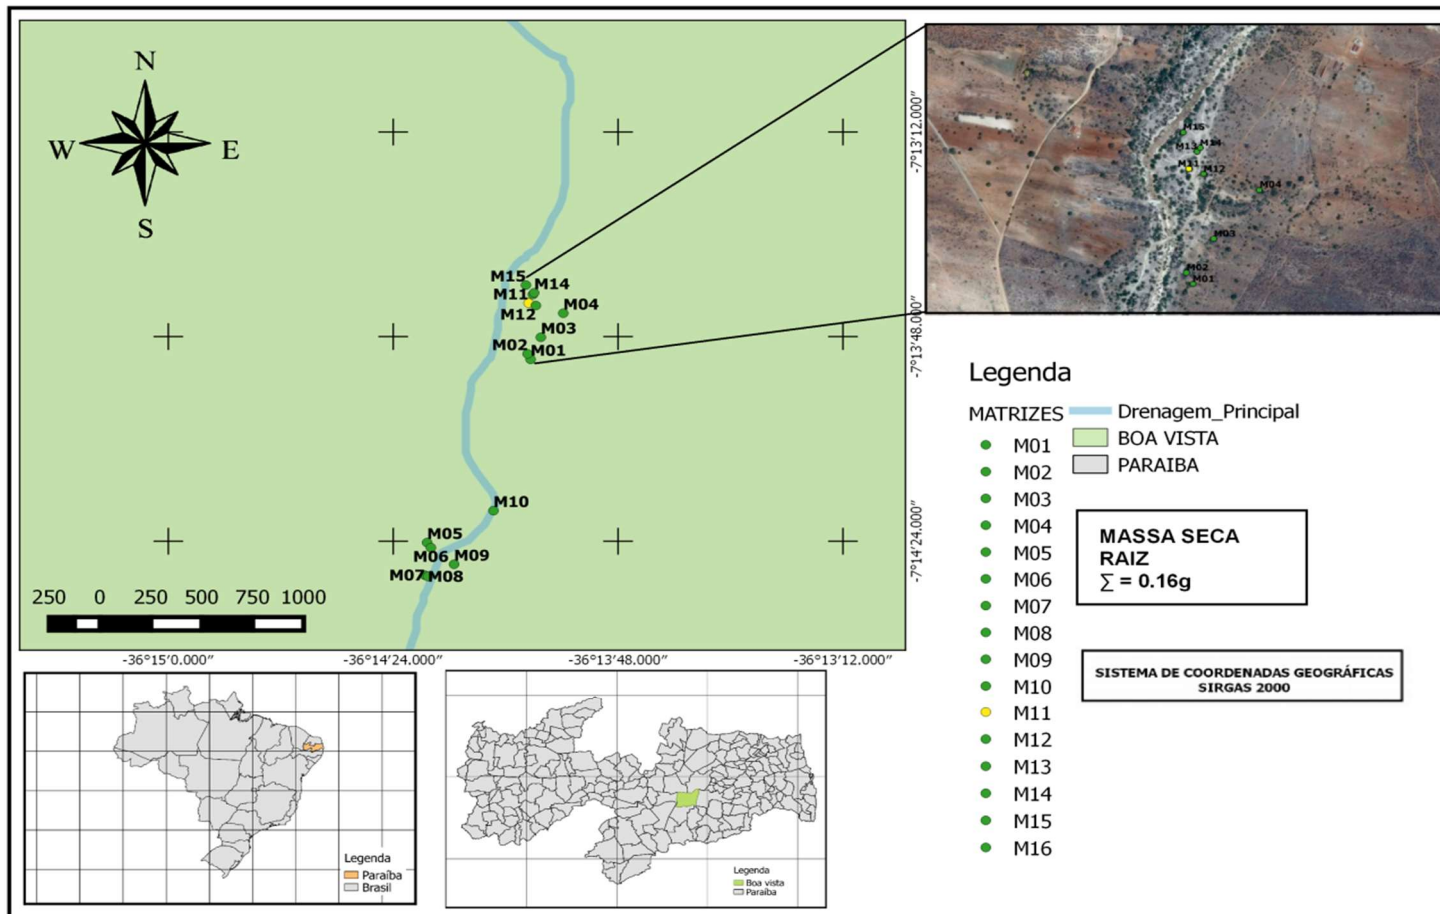 N
W E
S
M15
M14
M11
M12
M04
M03
M02
M01
M10
M05
M06
M09
M07
M08
250 0 250 500 750 1000
-36°15'0.000"
-36°14'24.000"
-36°13'48.000"
-36°13'12.000"
-7°13'12.000"
-7°13'48.000"
-7°14'24.000"
M15
M14
M13
M11
M12
M04
M03
M02
M01
Legenda
MATRIZES
M01
M02
M03
M04
M05
M06
M07
M08
M09
M10
M11
M12
M13
M14
M15
M16
Drenagem_Principal
BOA VISTA
PARAIBA
MASSA SECA
RAIZ
∑ = 0.16g
SISTEMA DE COORDENADAS GEOGRÁFICAS
SIRGAS 2000
Legenda
Paraíba
Brasil
Legenda
Boa vista
Paraíba